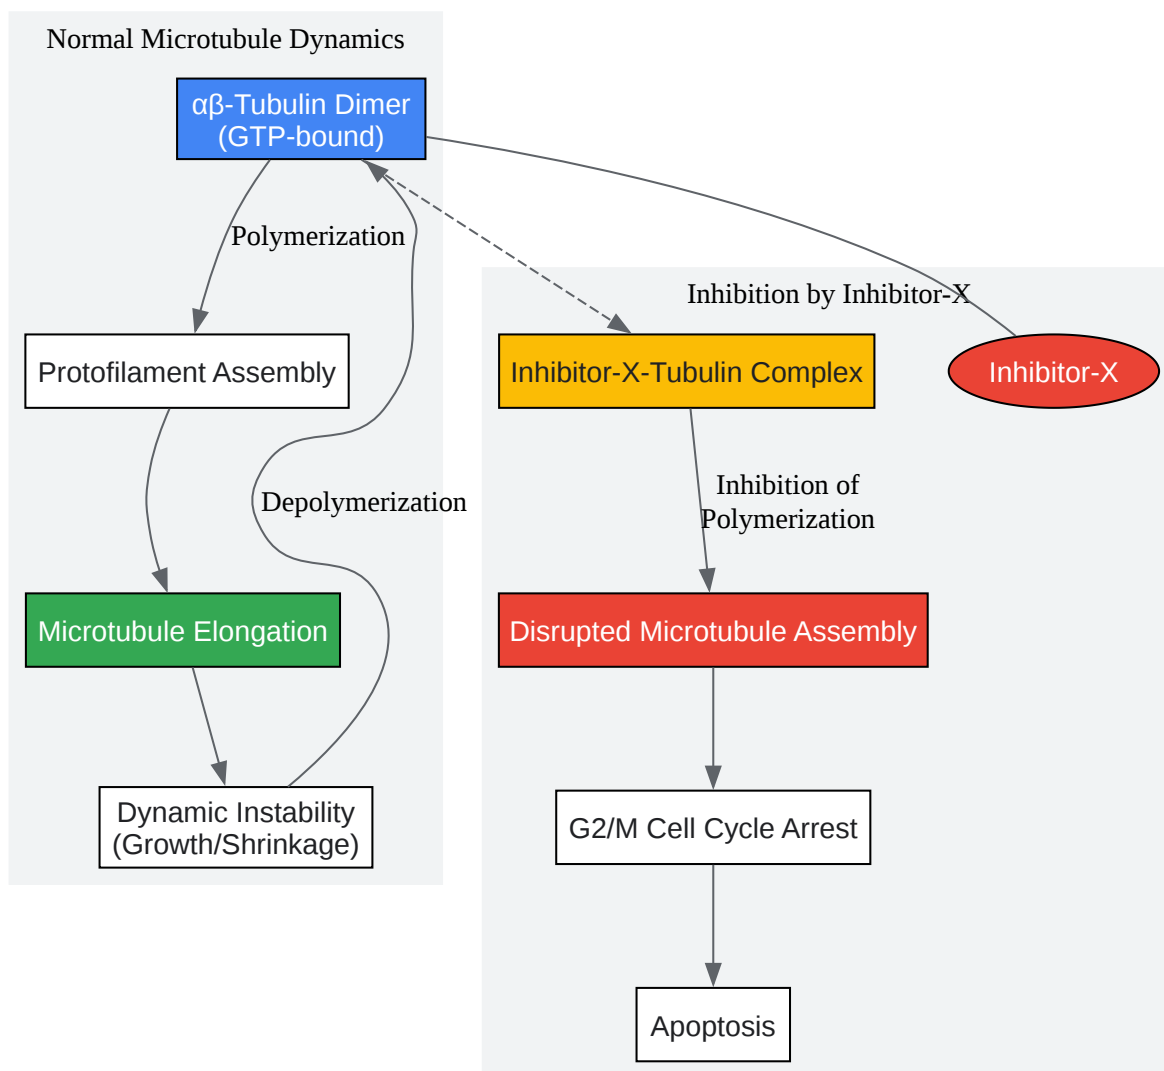 Normal Microtubule Dynamics
αβ-Tubulin Dimer
(GTP-bound)
Polymerization
Inhibition by Inhibitor-X
Protofilament Assembly
Inhibitor-X-Tubulin Complex
Inhibitor-X
Depolymerization
Inhibition of
Polymerization
Microtubule Elongation
Disrupted Microtubule Assembly
Dynamic Instability
(Growth/Shrinkage)
G2/M Cell Cycle Arrest
Apoptosis